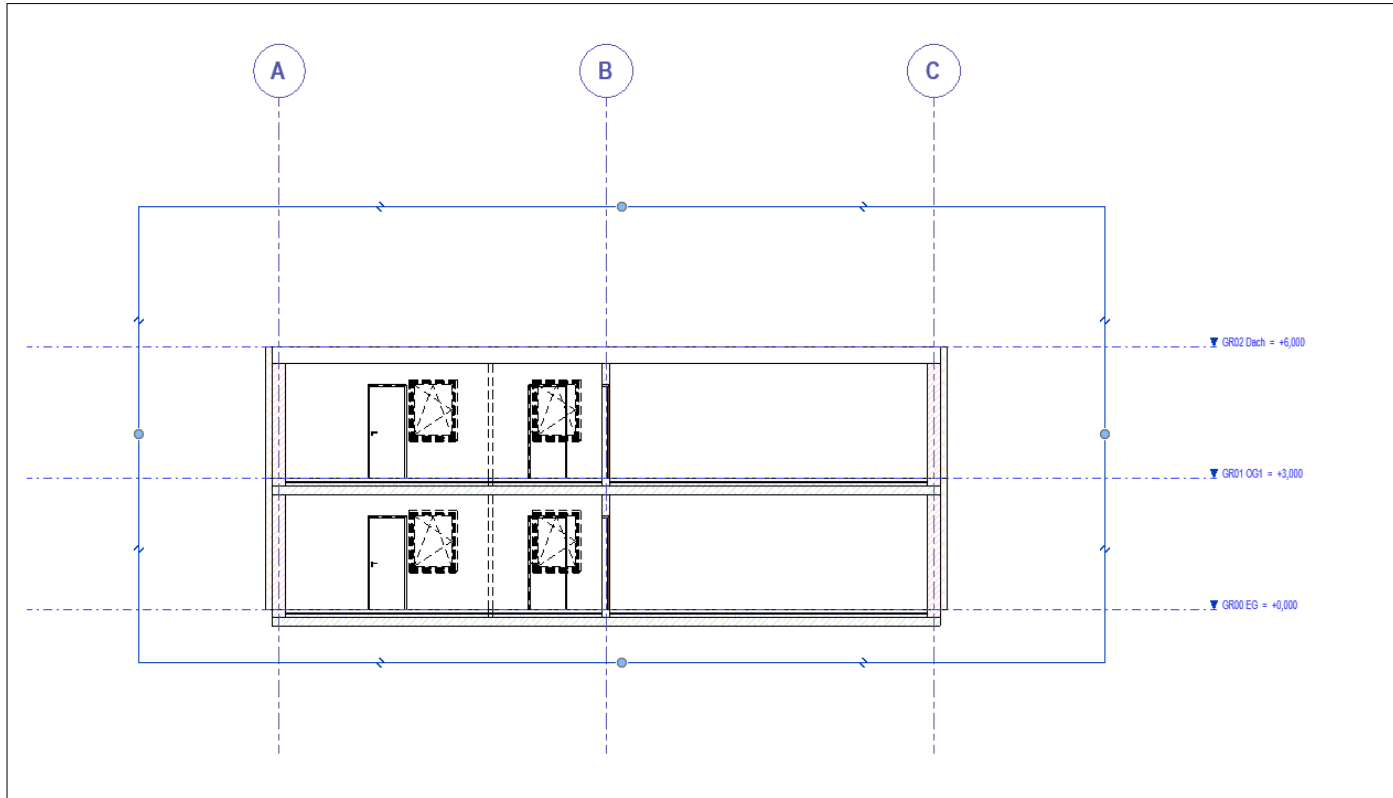 A
B
C
GR02 Dach = +6,000
GR01 OG1 = +3,000
GR00 EG = +0,000